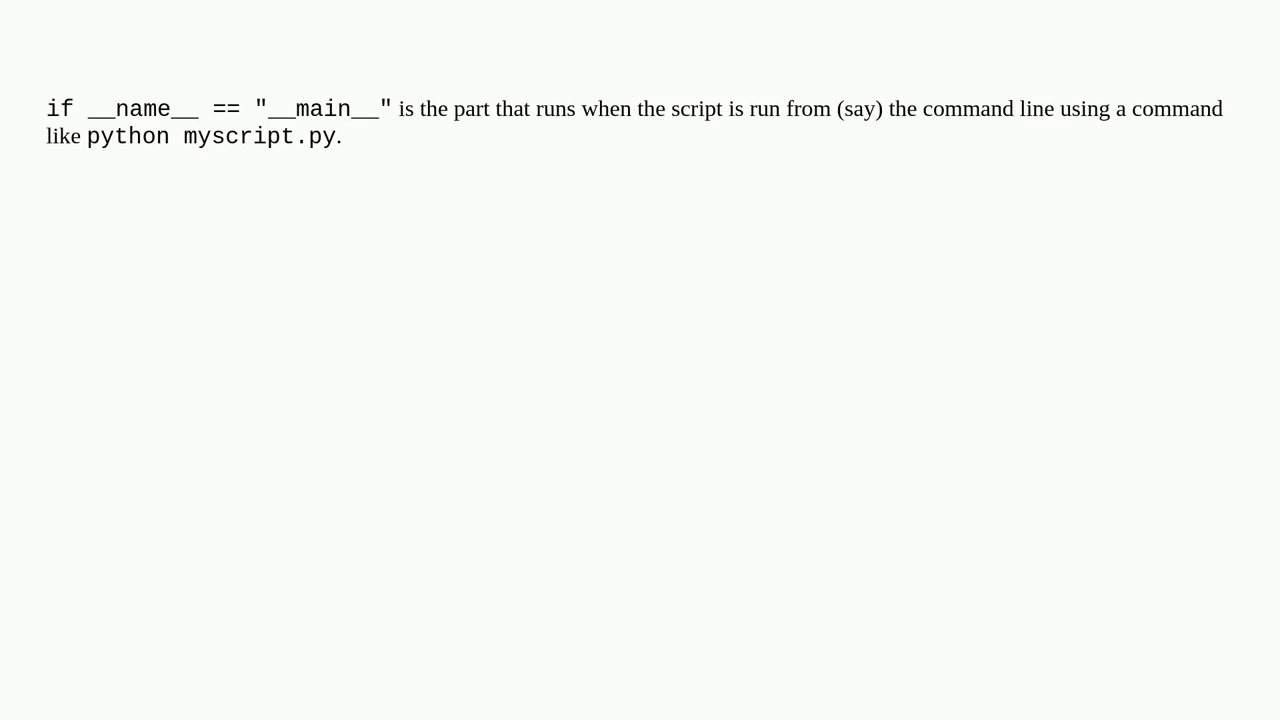 if __name__ == "__main__" is the part that runs when the script is run from (say) the command line using a command
like python myscript.py.